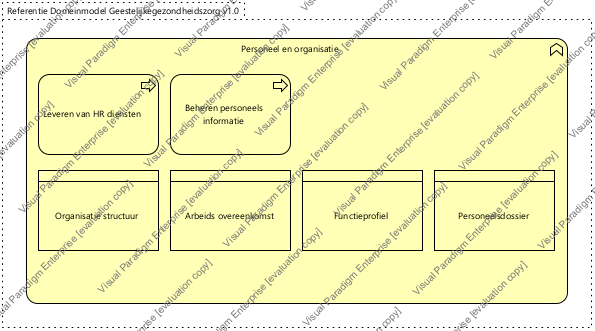 Referentie Domeinmodel Geestelijkegezondheidszorg v1.0
Personeel en organisatie
Leveren van HR diensten
Beheren personeels
informatie
Organisatie structuur
Arbeids overeenkomst
Functieprofiel
Personeelsdossier
Visual Paradigm Enterprise [evaluation copy]